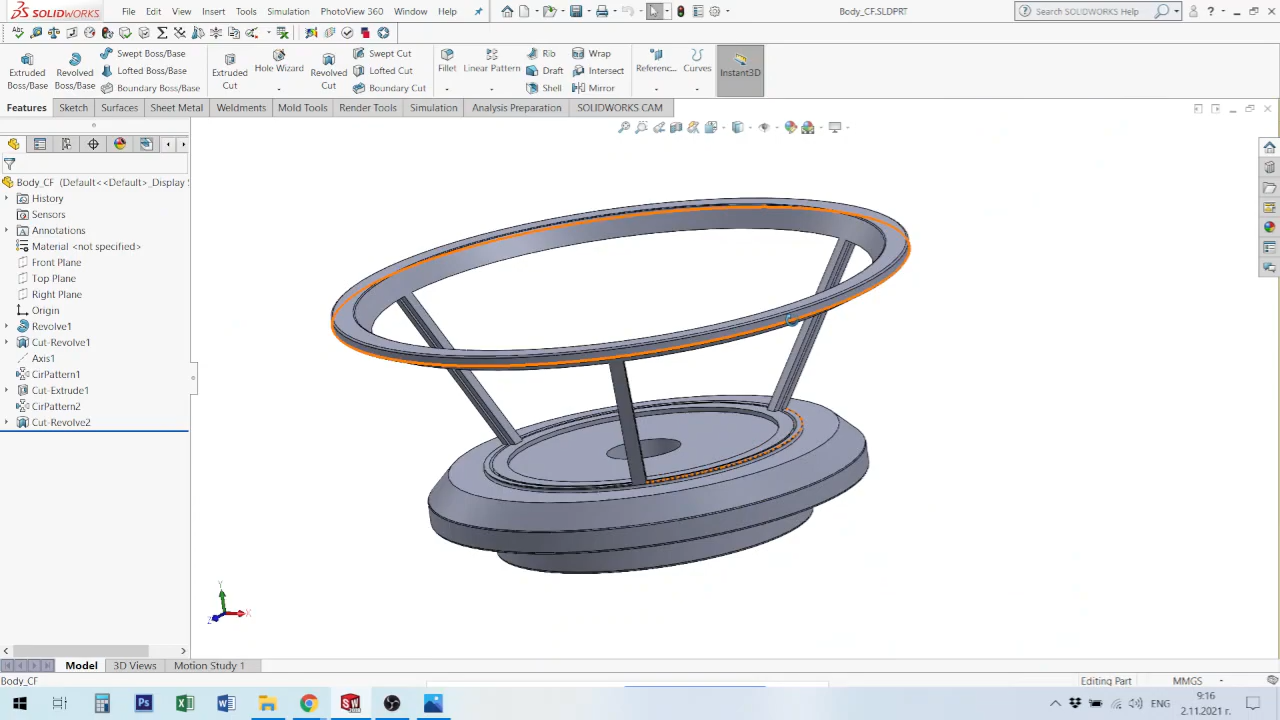 SOLIDWORKS
File Edit View Insert Tools Simulation PhotoView 360 Window Help
Body_CF.SLDPRT
Search SOLIDWORKS Help
Extruded Boss/Base
Revolved Boss/Base
Swept Boss/Base
Lofted Boss/Base
Boundary Boss/Base
Extruded Cut
Hole Wizard
Revolved Cut
Swept Cut
Lofted Cut
Boundary Cut
Fillet
Linear Pattern
Rib
Draft
Shell
Wrap
Intersect
Mirror
Referenc...
Curves
Instant3D
Features Sketch Surfaces Sheet Metal Weldments Mold Tools Render Tools Simulation Analysis Preparation SOLIDWORKS CAM
Body_CF (Default<<Default>_Display S
History
Sensors
Annotations
Material <not specified>
Front Plane
Top Plane
Right Plane
Origin
Revolve1
Cut-Revolve1
Axis1
CirPattern1
Cut-Extrude1
CirPattern2
Cut-Revolve2
Y
X
Z
Model 3D Views Motion Study 1
Body_CF
Editing Part
MMGS
Ps
SW
ENG
9:16
2.11.2021 г.